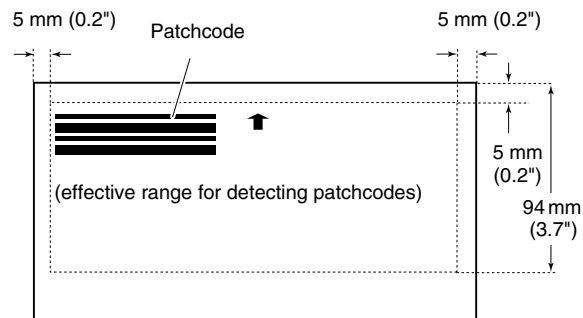 5 mm (0.2")
5 mm (0.2")
Patchcode
5 mm
(0.2")
(effective range for detecting patchcodes)
94 mm
(3.7")